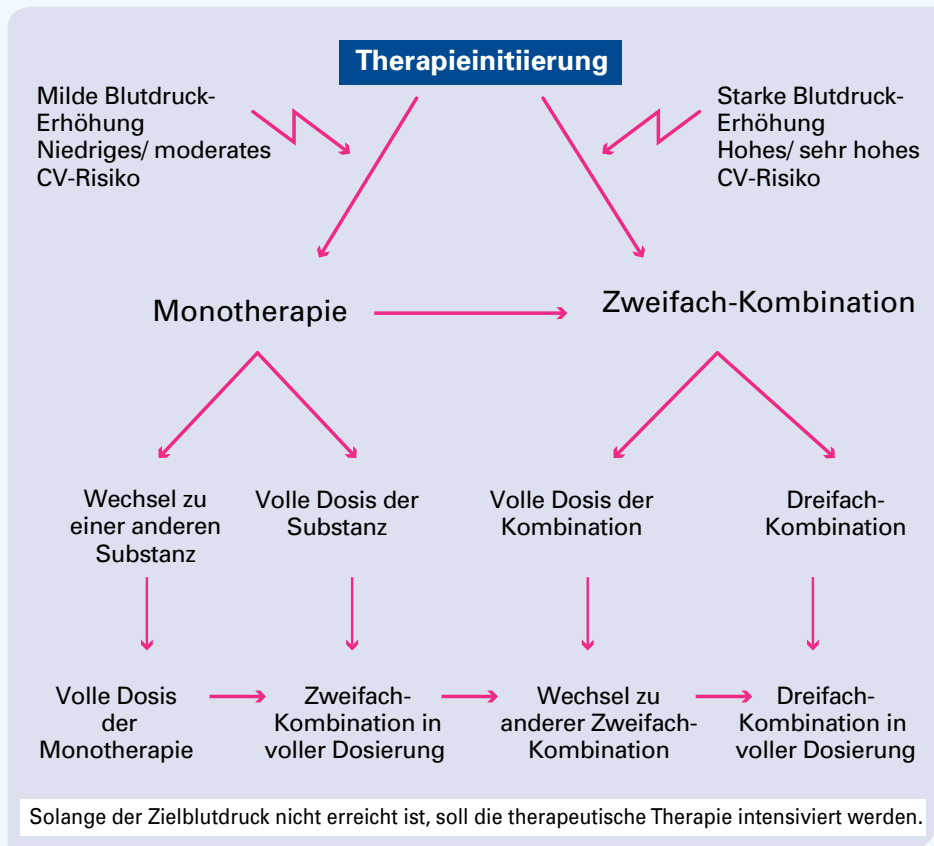 Therapieinitiierung
Milde Blutdruck-
Erhöhung
Niedriges/ moderates
CV-Risiko
Starke Blutdruck-
Erhöhung
Hohes/ sehr hohes
CV-Risiko
Monotherapie
Zweifach-Kombination
Wechsel zu
einer anderen
Substanz
Volle Dosis der
Substanz
Volle Dosis der
Kombination
Dreifach-
Kombination
Volle Dosis
der
Monotherapie
Zweifach-
Kombination in
voller Dosierung
Wechsel zu
anderer Zweifach-
Kombination
Dreifach-
Kombination in
voller Dosierung
Solange der Zielblutdruck nicht erreicht ist, soll die therapeutische Therapie intensiviert werden.